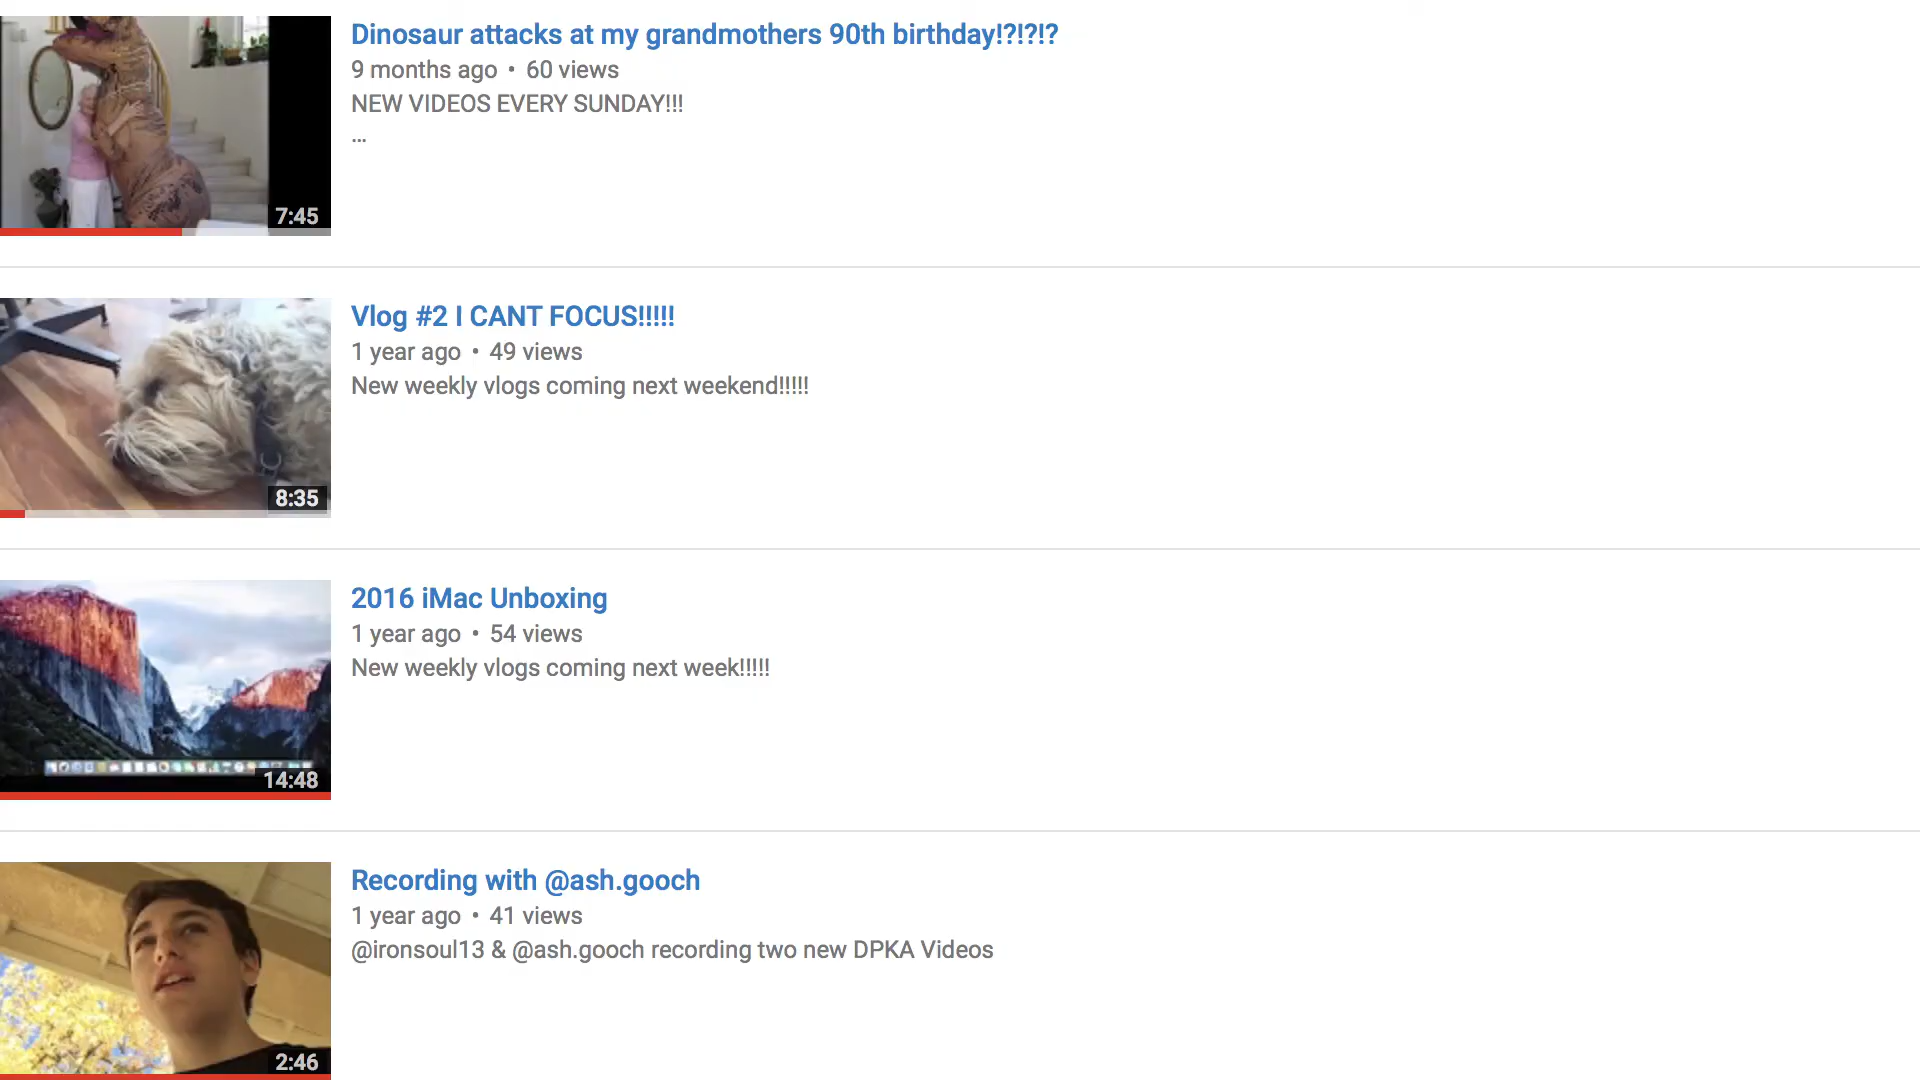 Dinosaur attacks at my grandmothers 90th birthday!?!?!?
9 months ago • 60 views
NEW VIDEOS EVERY SUNDAY!!!
...
7:45
Vlog #2 I CANT FOCUS!!!!!
1 year ago • 49 views
New weekly vlogs coming next weekend!!!!!
8:35
2016 iMac Unboxing
1 year ago • 54 views
New weekly vlogs coming next week!!!!!
14:48
Recording with @ash.gooch
1 year ago • 41 views
@ironsoul13 & @ash.gooch recording two new DPKA Videos
2:46